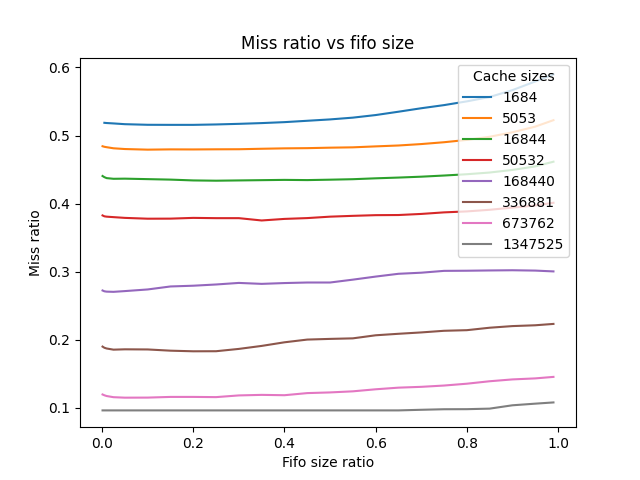 Miss ratio vs fifo size
Cache sizes
1684
5053
16844
50532
168440
336881
673762
1347525
0.6
0.5
0.4
0.3
0.2
0.1
Miss ratio
0.0 0.2 0.4 0.6 0.8 1.0
Fifo size ratio